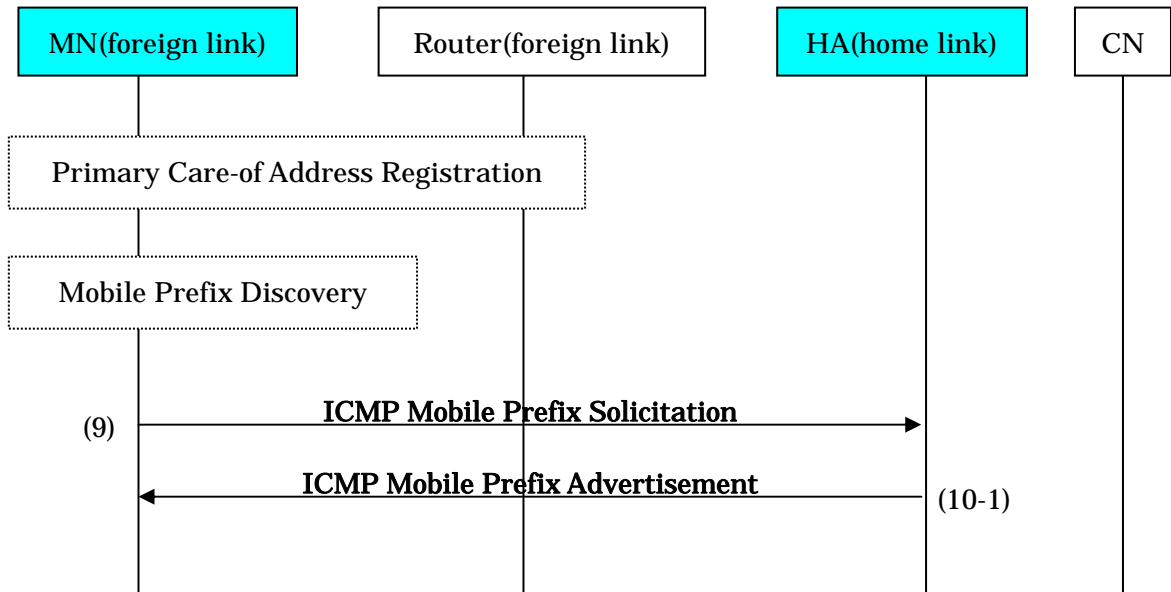 MN(foreign link)
Router(foreign link)
HA(home link)
CN
Primary Care-of Address Registration
Mobile Prefix Discovery
ICMP Mobile Prefix Solicitation
(9)
ICMP Mobile Prefix Advertisement
(10-1)